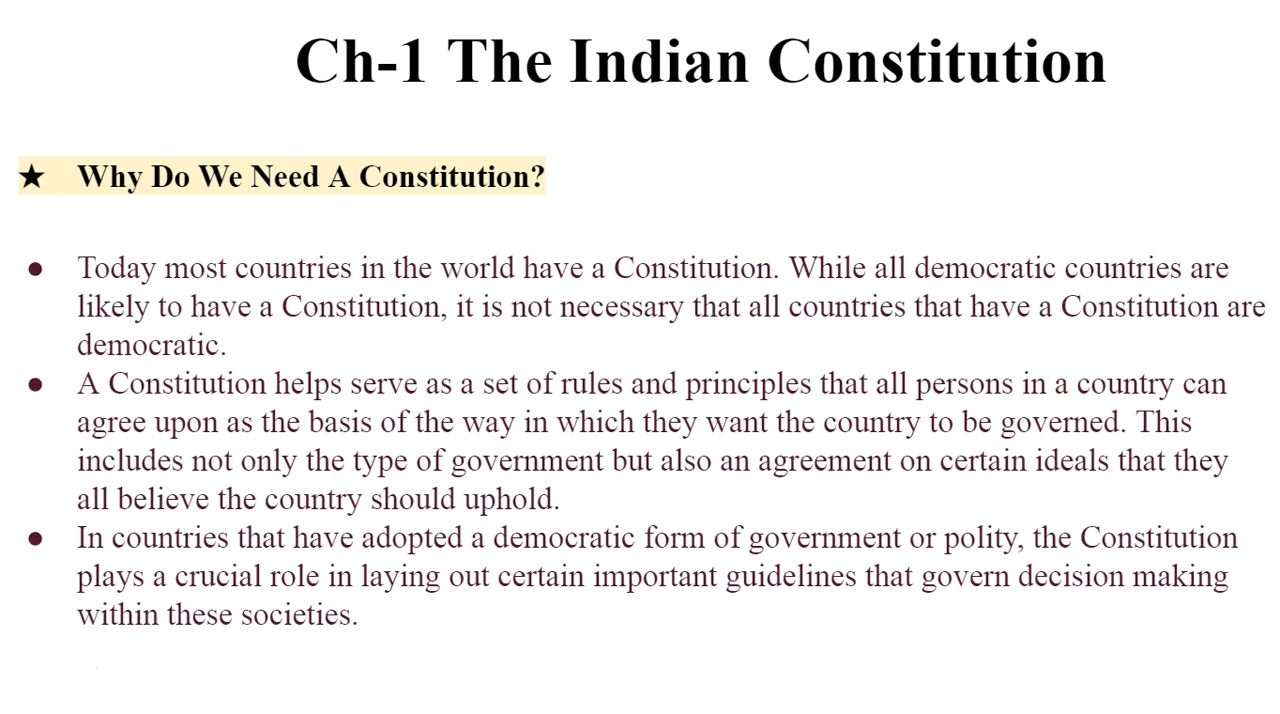 Ch-1 The Indian Constitution
★ Why Do We Need A Constitution?
● Today most countries in the world have a Constitution. While all democratic countries are
likely to have a Constitution, it is not necessary that all countries that have a Constitution are
democratic.
● A Constitution helps serve as a set of rules and principles that all persons in a country can
agree upon as the basis of the way in which they want the country to be governed. This
includes not only the type of government but also an agreement on certain ideals that they
all believe the country should uphold.
● In countries that have adopted a democratic form of government or polity, the Constitution
plays a crucial role in laying out certain important guidelines that govern decision making
within these societies.